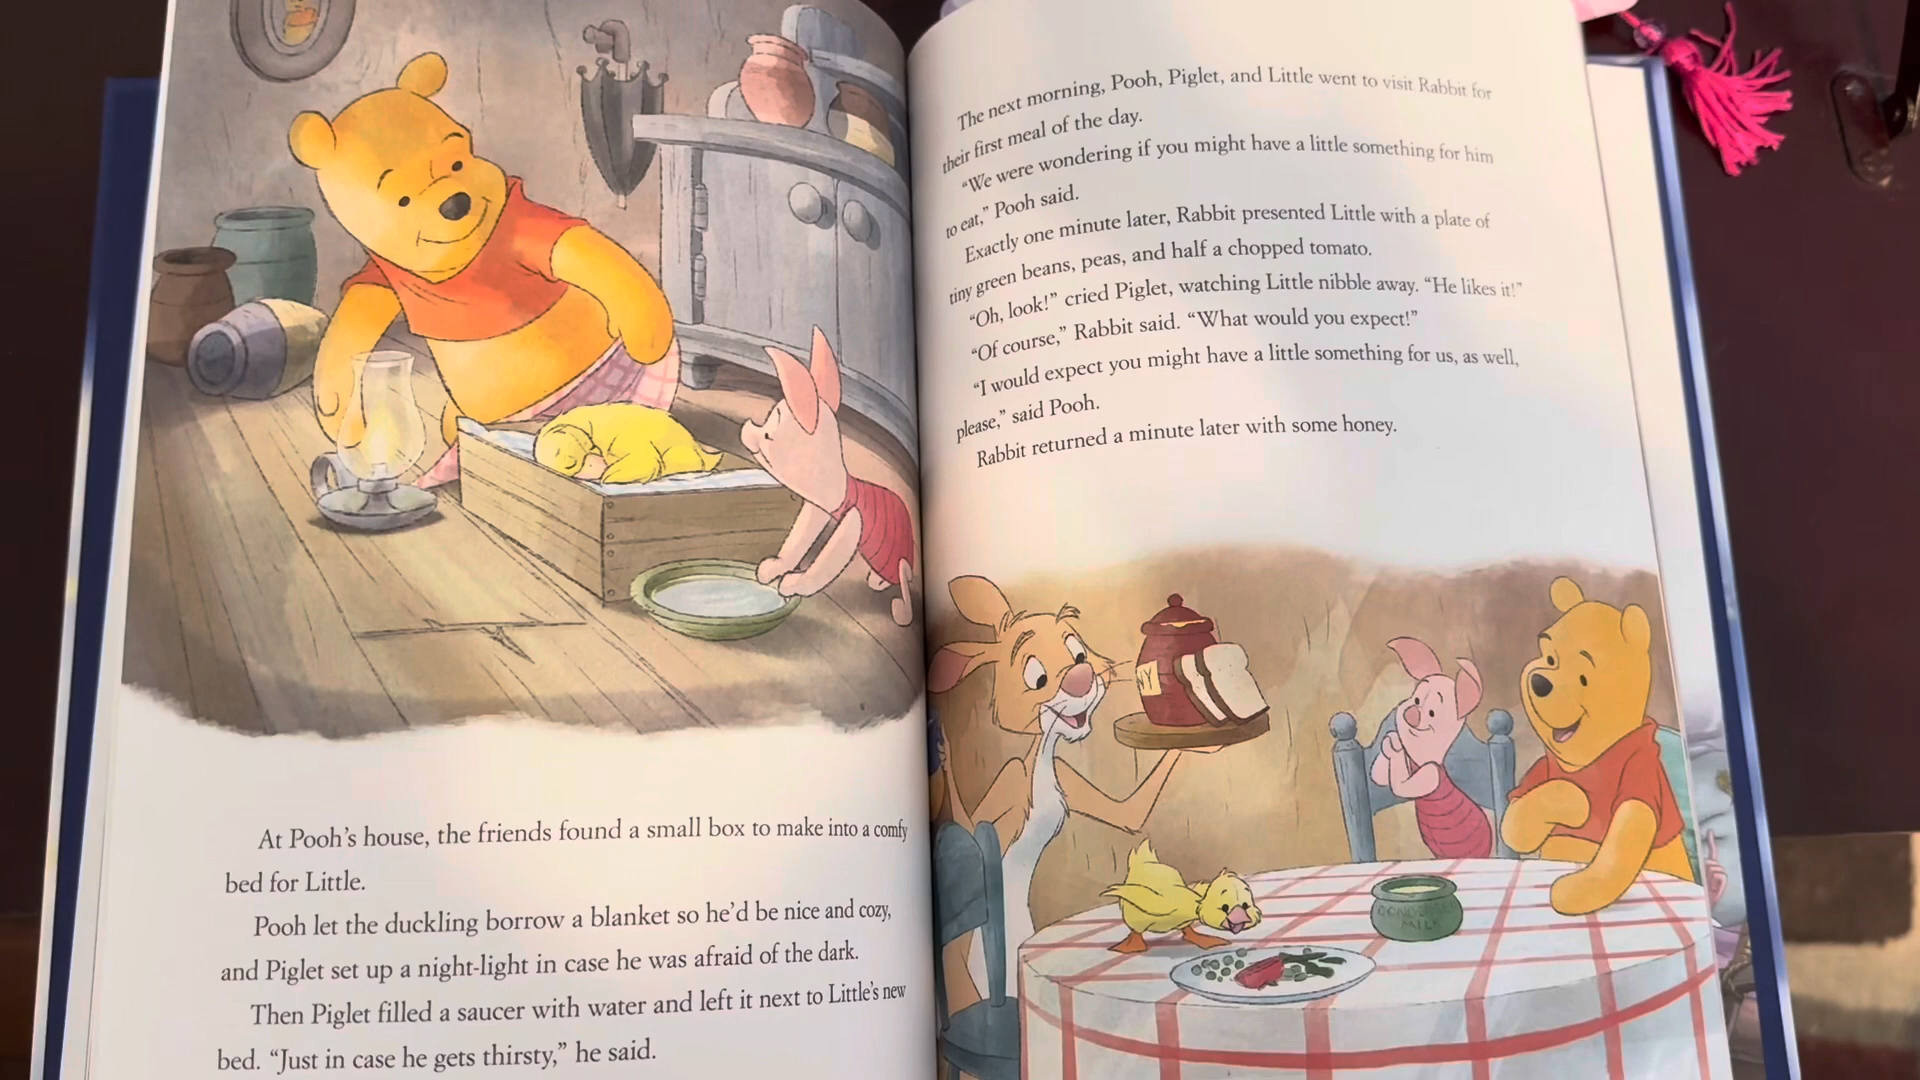 At Pooh's house, the friends found a small box to make into a comfy
bed for Little.
Pooh let the duckling borrow a blanket so he'd be nice and cozy,
and Piglet set up a night-light in case he was afraid of the dark.
Then Piglet filled a saucer with water and left it next to Little's new
bed. “Just in case he gets thirsty,” he said.
The next morning, Pooh, Piglet, and Little went to visit Rabbit for
their first meal of the day.
“We were wondering if you might have a little something for him
to eat,” Pooh said.
Exactly one minute later, Rabbit presented Little with a plate of
tiny green beans, peas, and half a chopped tomato.
“Oh, look!” cried Piglet, watching Little nibble away. “He likes it!”
“Of course,” Rabbit said. “What would you expect!”
“I would expect you might have a little something for us, as well,
please,” said Pooh.
Rabbit returned a minute later with some honey.
NY
MILK